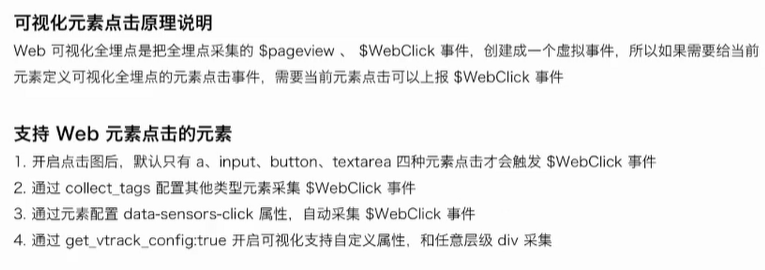 可视化元素点击原理说明
Web 可视化全埋点是把全埋点采集的 $pageview 、 $WebClick 事件，创建成一个虚拟事件，所以如果需要给当前
元素定义可视化全埋点的元素点击事件，需要当前元素点击可以上报 $WebClick 事件
支持 Web 元素点击的元素
1. 开启点击图后，默认只有 a、input、button、textarea 四种元素点击才会触发 $WebClick 事件
2. 通过 collect_tags 配置其他类型元素采集 $WebClick 事件
3. 通过元素配置 data-sensors-click 属性，自动采集 $WebClick 事件
4. 通过 get_vtrack_config:true 开启可视化支持自定义属性，和任意层级 div 采集